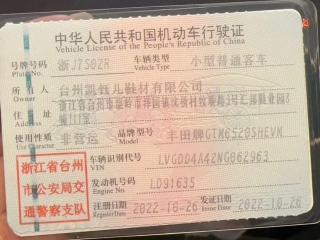 中华人民共和国机动车行驶证
Vehicle License of the People's Republic of China
号牌号码 浙J7S02R 车辆类型 小型普通客车
Plate No. Vehicle Type
所有人 台州凯 儿鞋材有限公司
Owner
住址 台州市
Address
使用性质 非营运 品牌型号 丰田牌GTM6520SHEVM
Use Character
浙江省台州
市公安局交
通警察支队
车辆识别代号 LVGDD4A42NG062963
VIN
发动机号码 LD91635
Engine No.
注册日期 2022-10-26 发证日期 2022-10-26
Register Date Issue Date